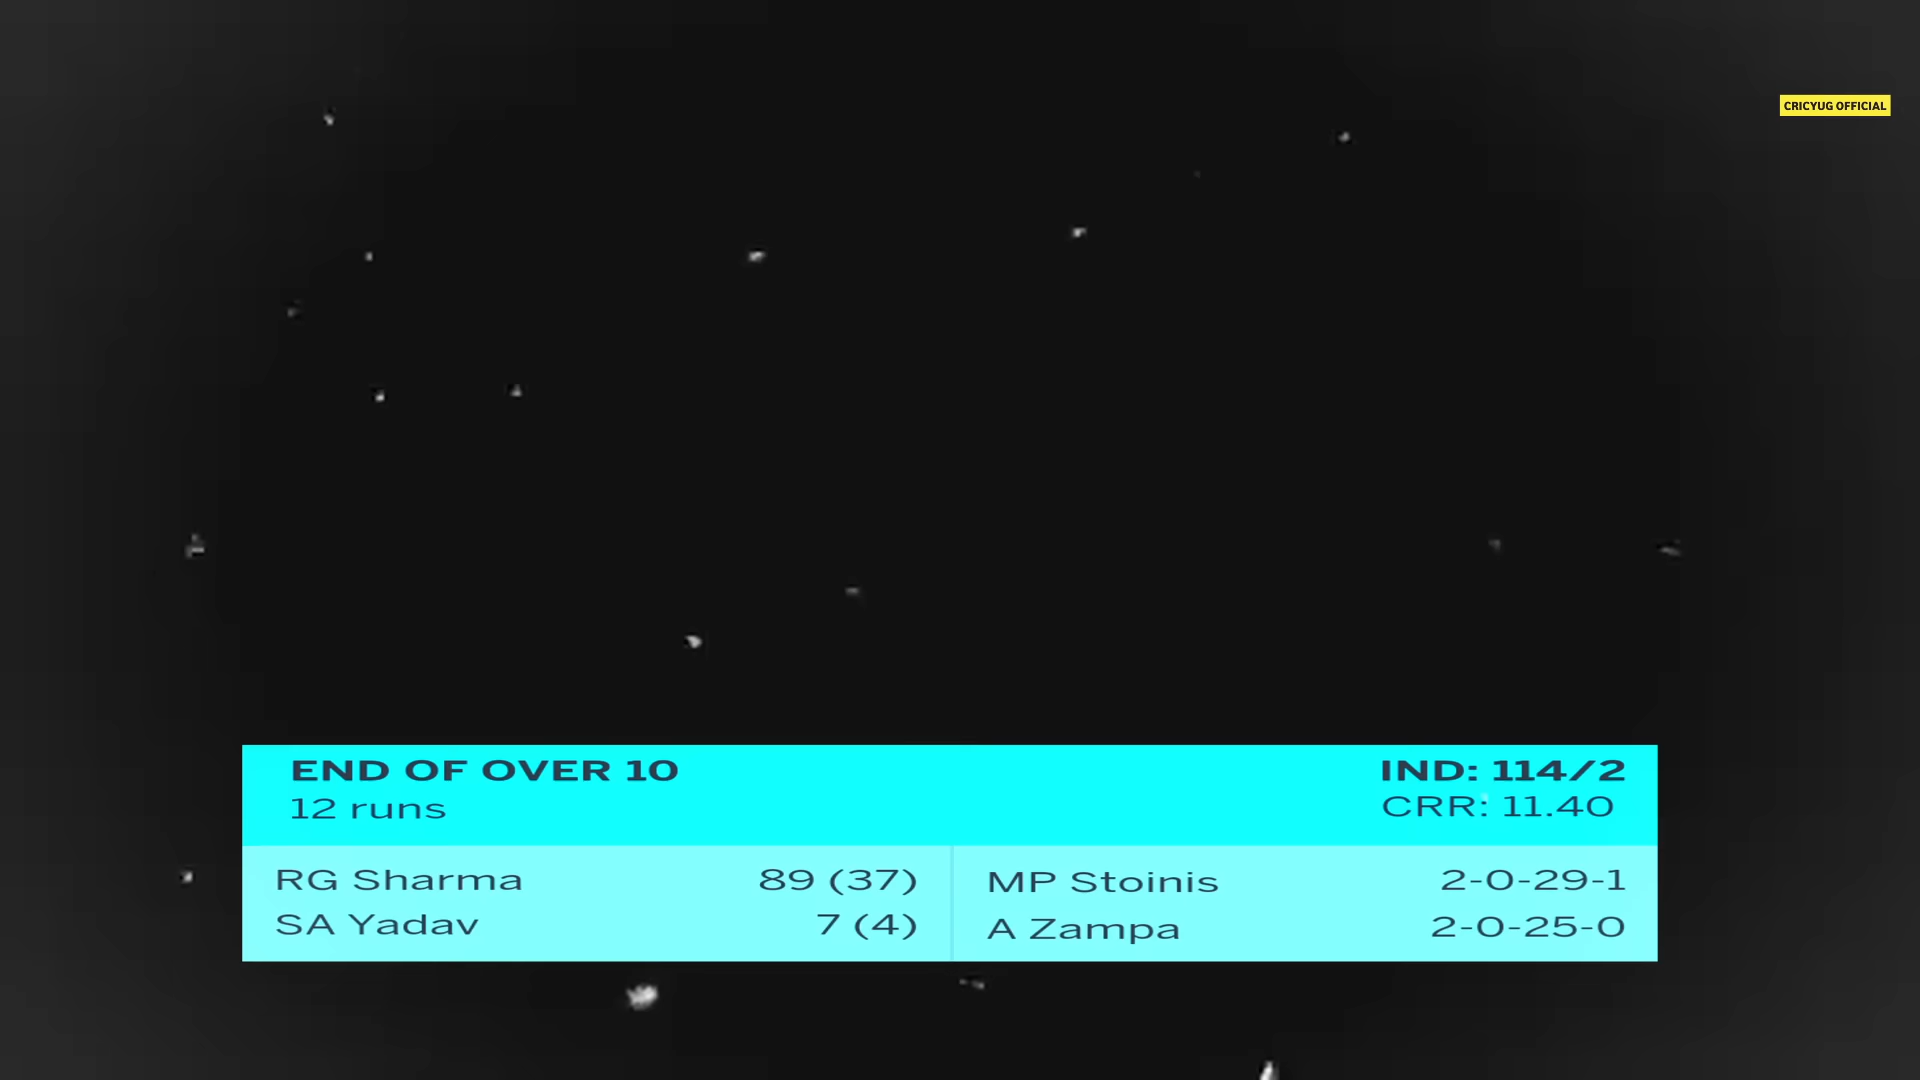 CRICYUG OFFICIAL
END OF OVER 10 IND: 114/2
12 runs CRR: 11.40
RG Sharma 89 (37) MP Stoinis 2-0-29-1
SA Yadav 7 (4) A Zampa 2-0-25-0